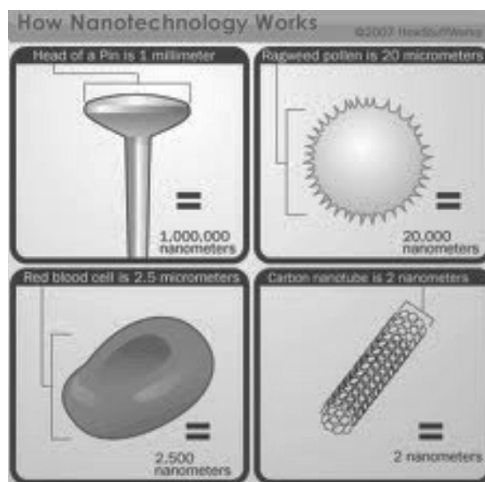 How Nanotechnology Works
©2007 HowStuffWorks
Head of a Pin is 1 millimeter
=
1,000,000
nanometers
Ragweed pollen is 20 micrometers
=
20,000
nanometers
Red blood cell is 2.5 micrometers
=
2,500
nanometers
Carbon nanotube is 2 nanometers
=
2 nanometers